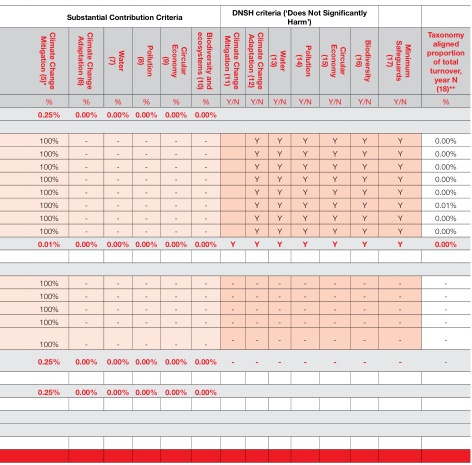 Substantial Contribution Criteria
DNSH criteria ('Does Not Significantly
Harm')
Climate Change
Mitigation (5)*
Climate Change
Adaptation (6)
Water
(7)
Pollution
(8)
Circular
Economy
(9)
Biodiversity and
ecosystems (10)
Climate Change
Mitigation (11)
Climate Change
Adaptation (12)
Water
(13)
Pollution
(14)
Circular
Economy
(15)
Biodiversity
(16)
Minimum
Safeguards
(17)
Taxonomy
aligned
proportion
of total
turnover,
year N
(18)**
% % % % % % Y/N Y/N Y/N Y/N Y/N Y/N Y/N %
0.25% 0.00% 0.00% 0.00% 0.00% 0.00%
100% - - - - - Y Y Y Y Y Y 0.00%
100% - - - - - Y Y Y Y Y Y 0.00%
100% - - - - - Y Y Y Y Y Y 0.00%
100% - - - - - Y Y Y Y Y Y 0.00%
100% - - - - - Y Y Y Y Y Y 0.00%
100% - - - - - Y Y Y Y Y Y 0.01%
100% - - - - - Y Y Y Y Y Y 0.00%
100% - - - - - Y Y Y Y Y Y 0.00%
0.01% 0.00% 0.00% 0.00% 0.00% 0.00% Y Y Y Y Y Y Y 0.00%
100% - - - - - - - - - - - - -
100% - - - - - - - - - - - - -
100% - - - - - - - - - - - - -
100% - - - - - - - - - - - - -
100% - - - - - - - - - - - - -
0.25% 0.00% 0.00% 0.00% 0.00% 0.00% - - - - - - - -
0.25% 0.00% 0.00% 0.00% 0.00% 0.00%